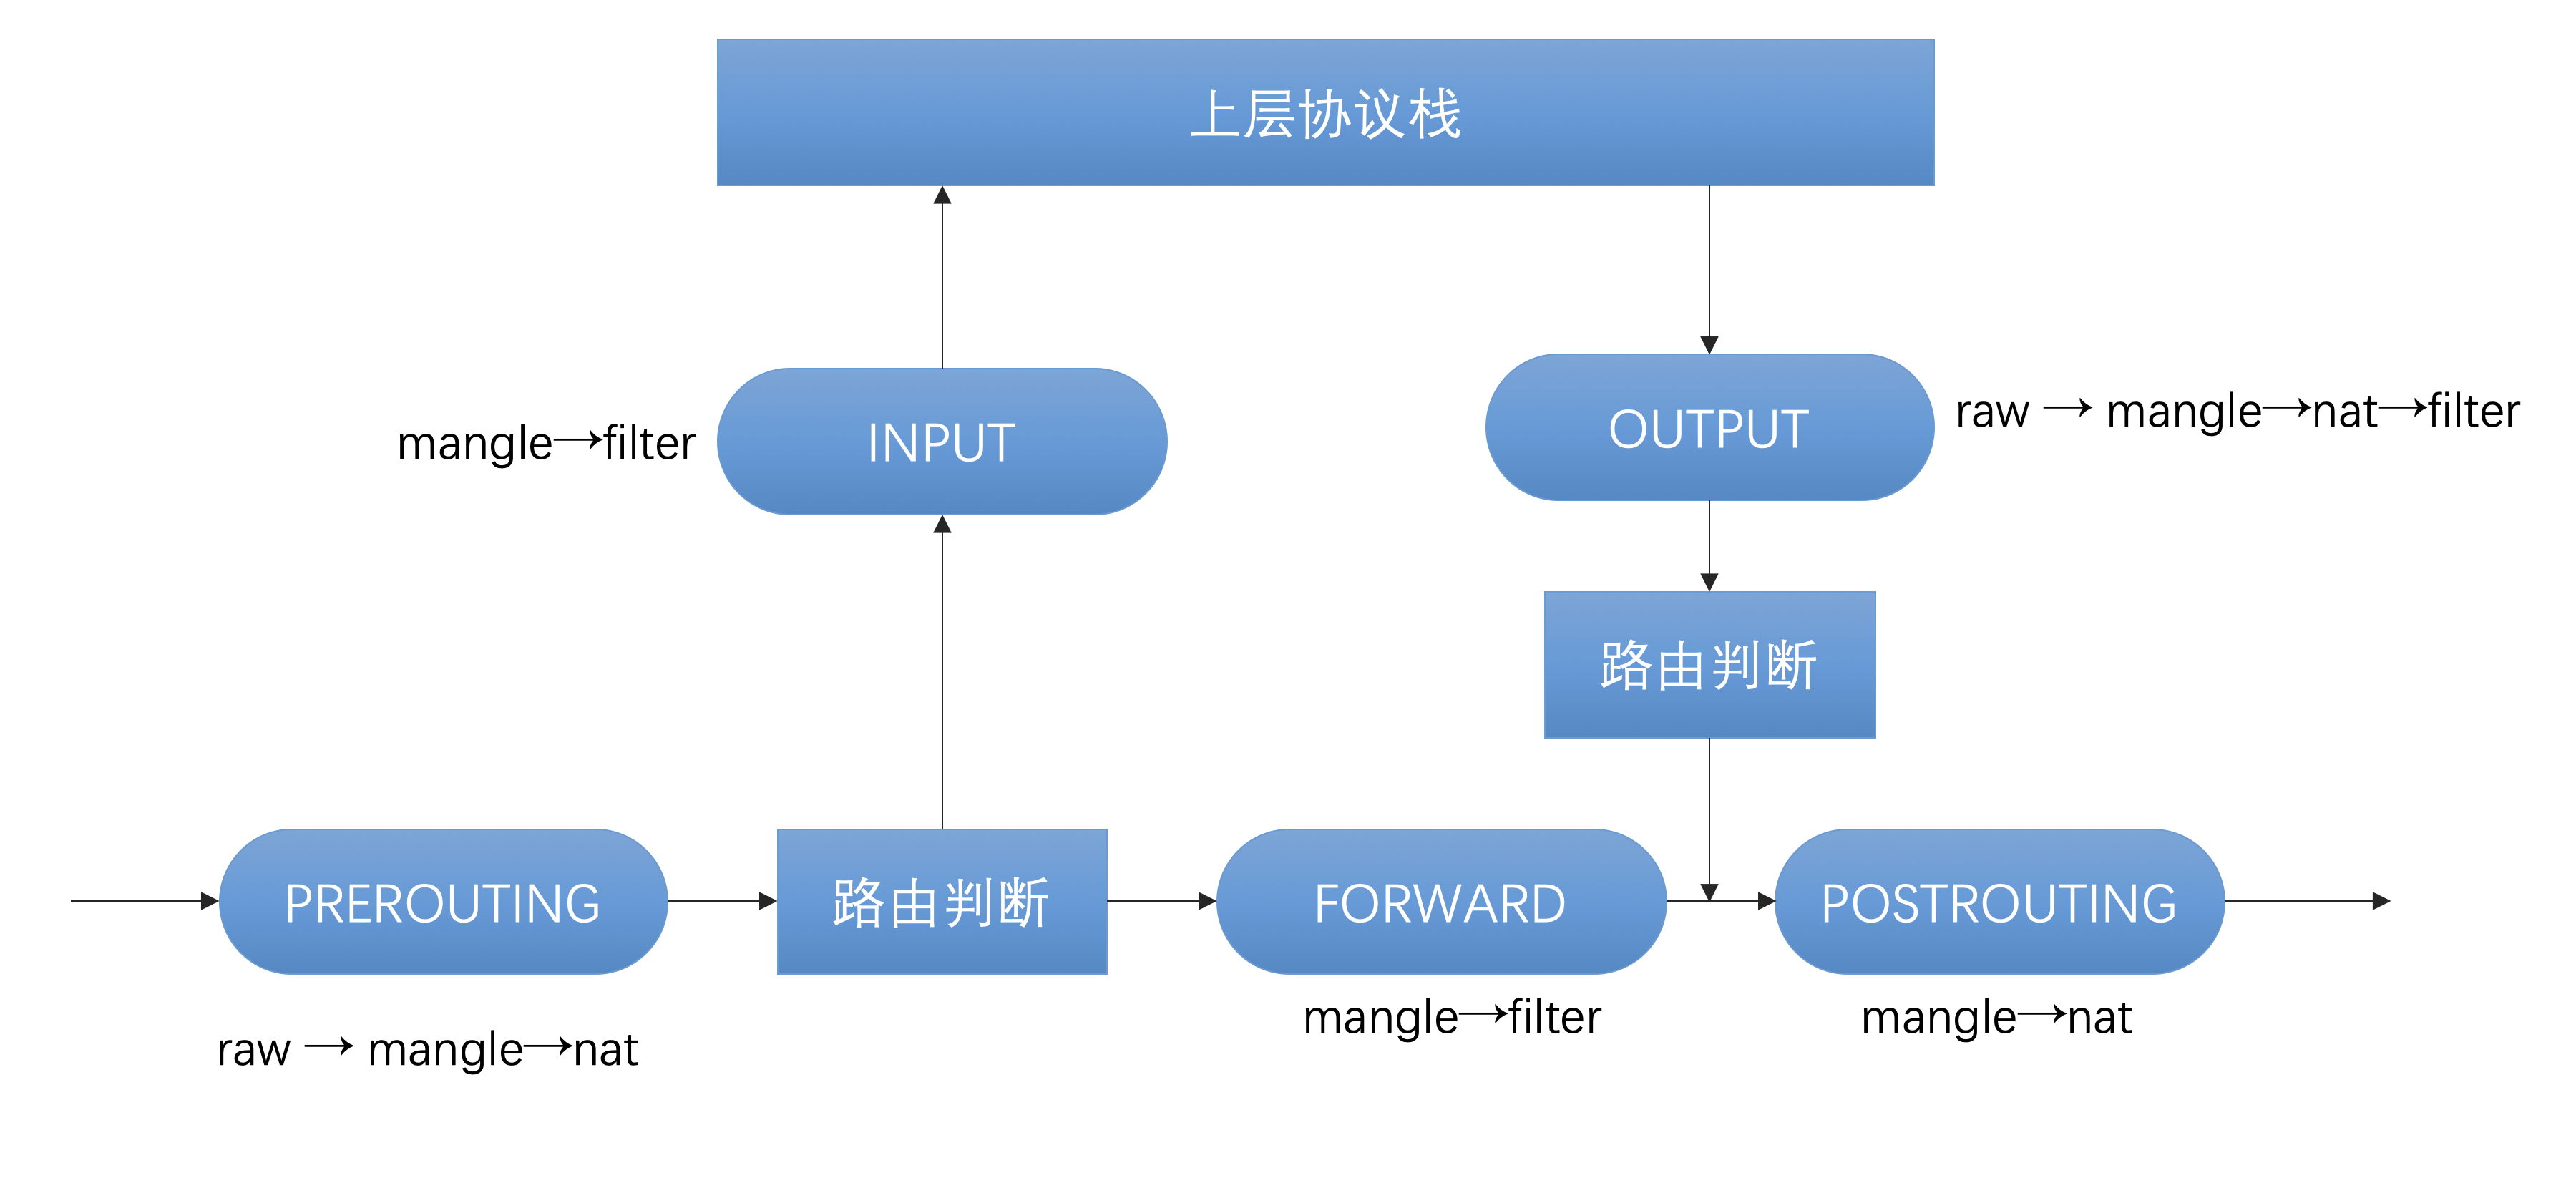 上层协议栈
mangle→filter
INPUT
OUTPUT
raw → mangle→nat→filter
路由判断
PREROUTING
路由判断
FORWARD
POSTROUTING
raw → mangle→nat
mangle→filter
mangle→nat